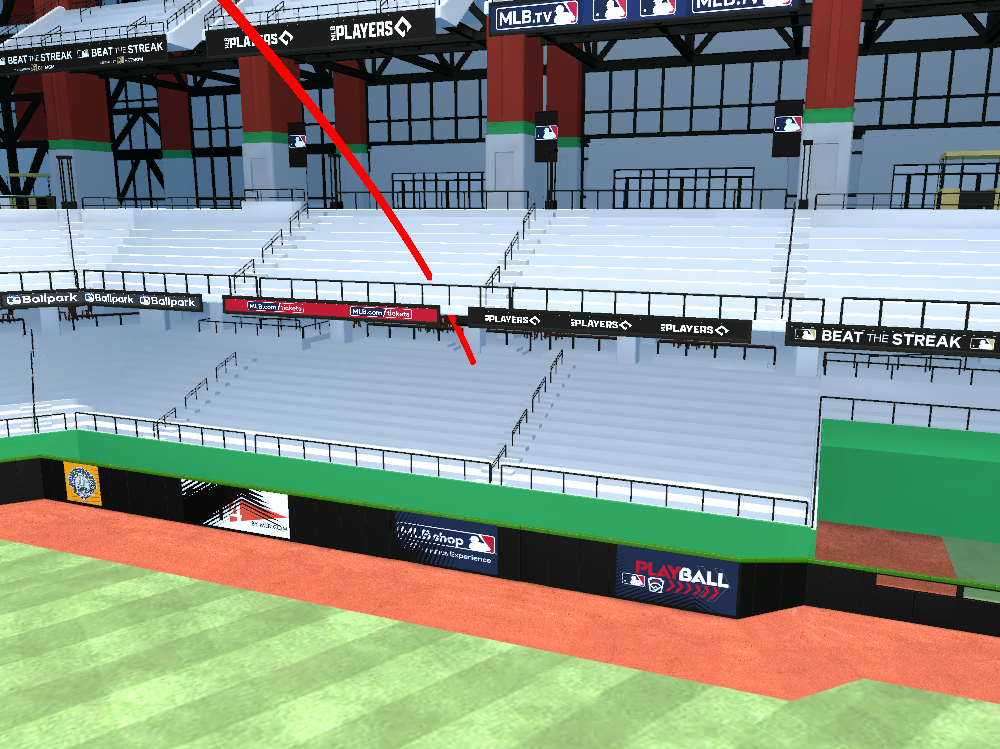 MLB.TV
MLB.TV
BEAT THE STREAK
BEAT THE STREAK
PLAYERS
PLAYERS
Ballpark
Ballpark
Ballpark
MLB.com/tickets
MLB.com/tickets
PLAYERS
PLAYERS
PLAYERS
BEAT THE STREAK
BY MLB.COM
MLB shop
Experience
PLAY BALL